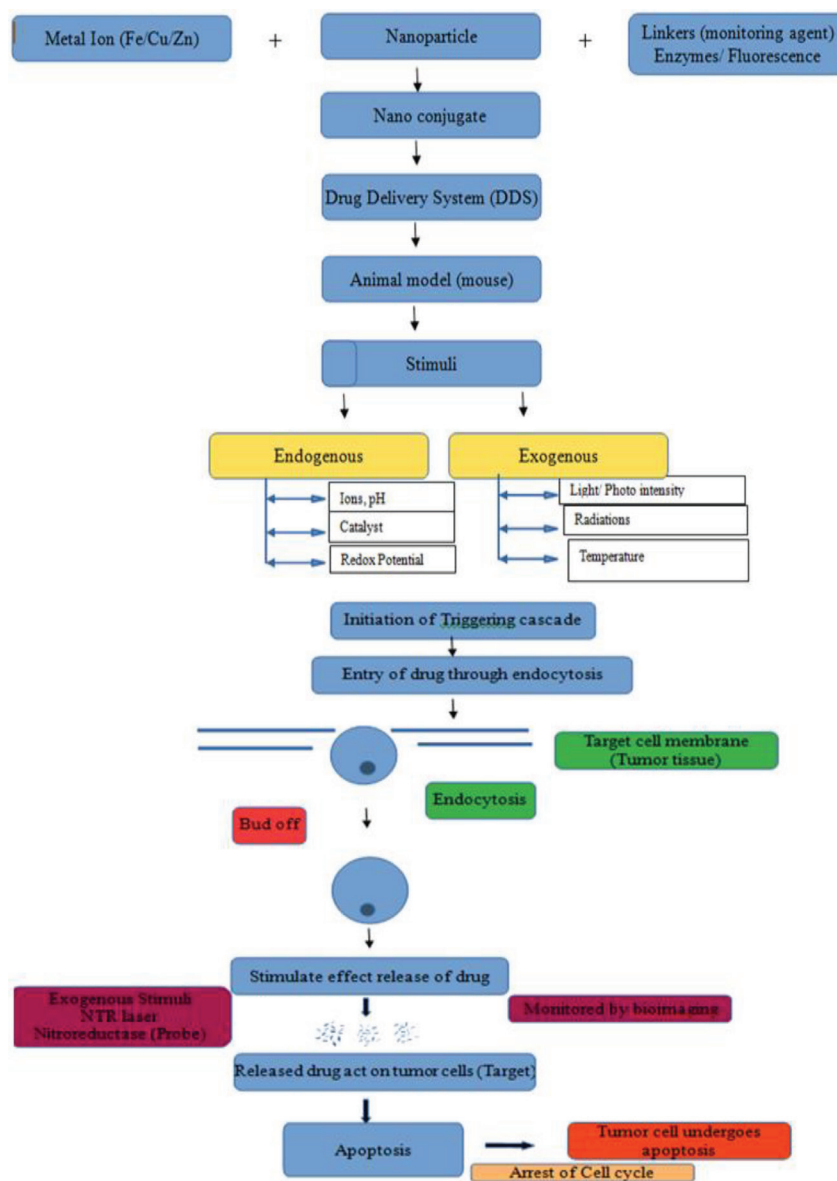 Metal Ion (Fe/Cu/Zn)
+
Nanoparticle
+
Linkers (monitoring agent)
Enzymes/ Fluorescence
Nano conjugate
Drug Delivery System (DDS)
Animal model (mouse)
Stimuli
Endogenous
Exogenous
Ions, pH
Catalyst
Redox Potential
Light/ Photo intensity
Radiations
Temperature
Initiation of Triggering cascade
Entry of drug through endocytosis
Target cell membrane
(Tumor tissue)
Endocytosis
Bud off
Stimulate effect release of drug
Exogenous Stimuli
NTR laser
Nitroreductase (Probe)
Monitored by bioimaging
Released drug act on tumor cells (Target)
Apoptosis
Tumor cell undergoes
apoptosis
Arrest of Cell cycle